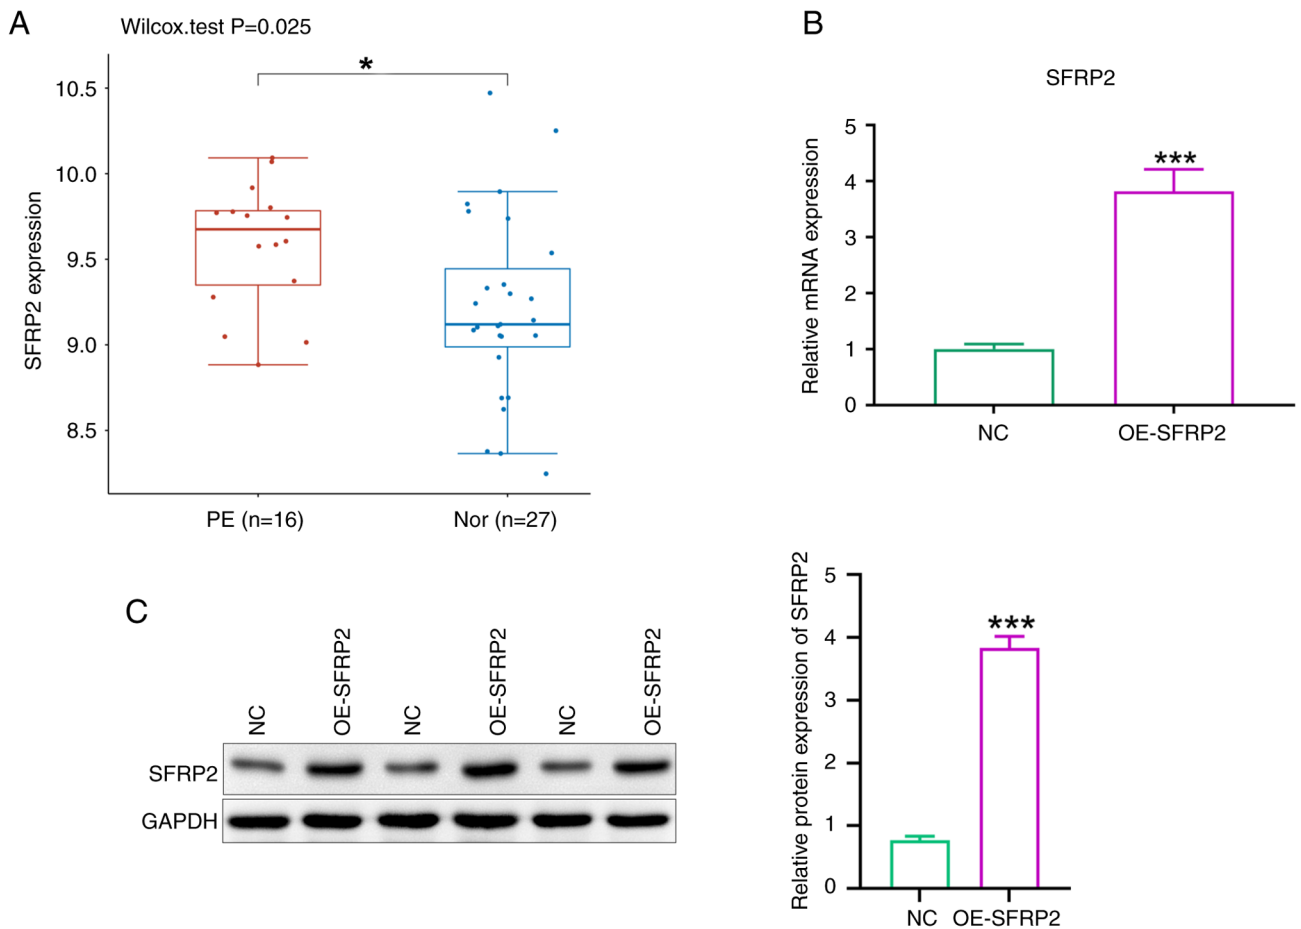 A
Wilcox.test P=0.025
*
SFRP2 expression
10.5
10.0
9.5
9.0
8.5
PE (n=16)
Nor (n=27)
B
SFRP2
Relative mRNA expression
5
4
3
2
1
0
***
NC
OE-SFRP2
C
NC
OE-SFRP2
NC
OE-SFRP2
NC
OE-SFRP2
SFRP2
GAPDH
Relative protein expression of SFRP2
5
4
3
2
1
0
***
NC
OE-SFRP2